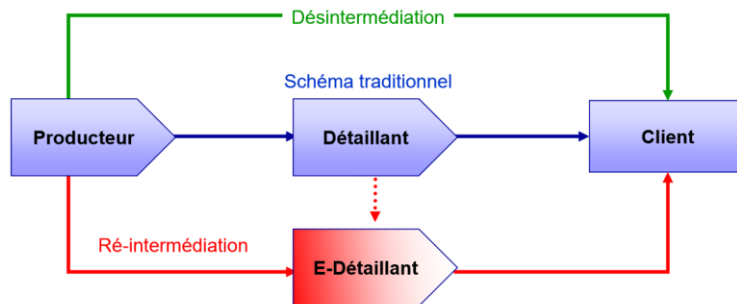 Désintermédiation
Schéma traditionnel
Producteur
Détaillant
Client
Ré-intermédiation
E-Détaillant